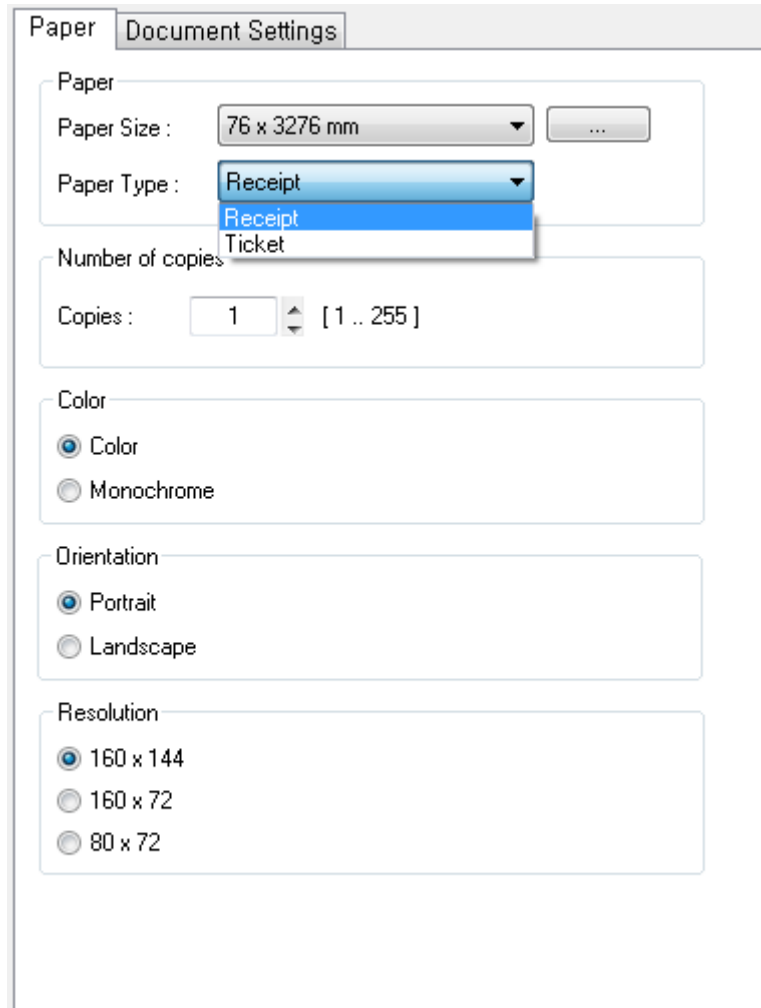 Paper Document Settings
Paper
Paper Size : 76 x 3276 mm ...
Paper Type : Receipt
Receipt
Ticket
Number of copies
Copies : 1 [ 1 .. 255 ]
Color
Color
Monochrome
Orientation
Portrait
Landscape
Resolution
160 x 144
160 x 72
80 x 72